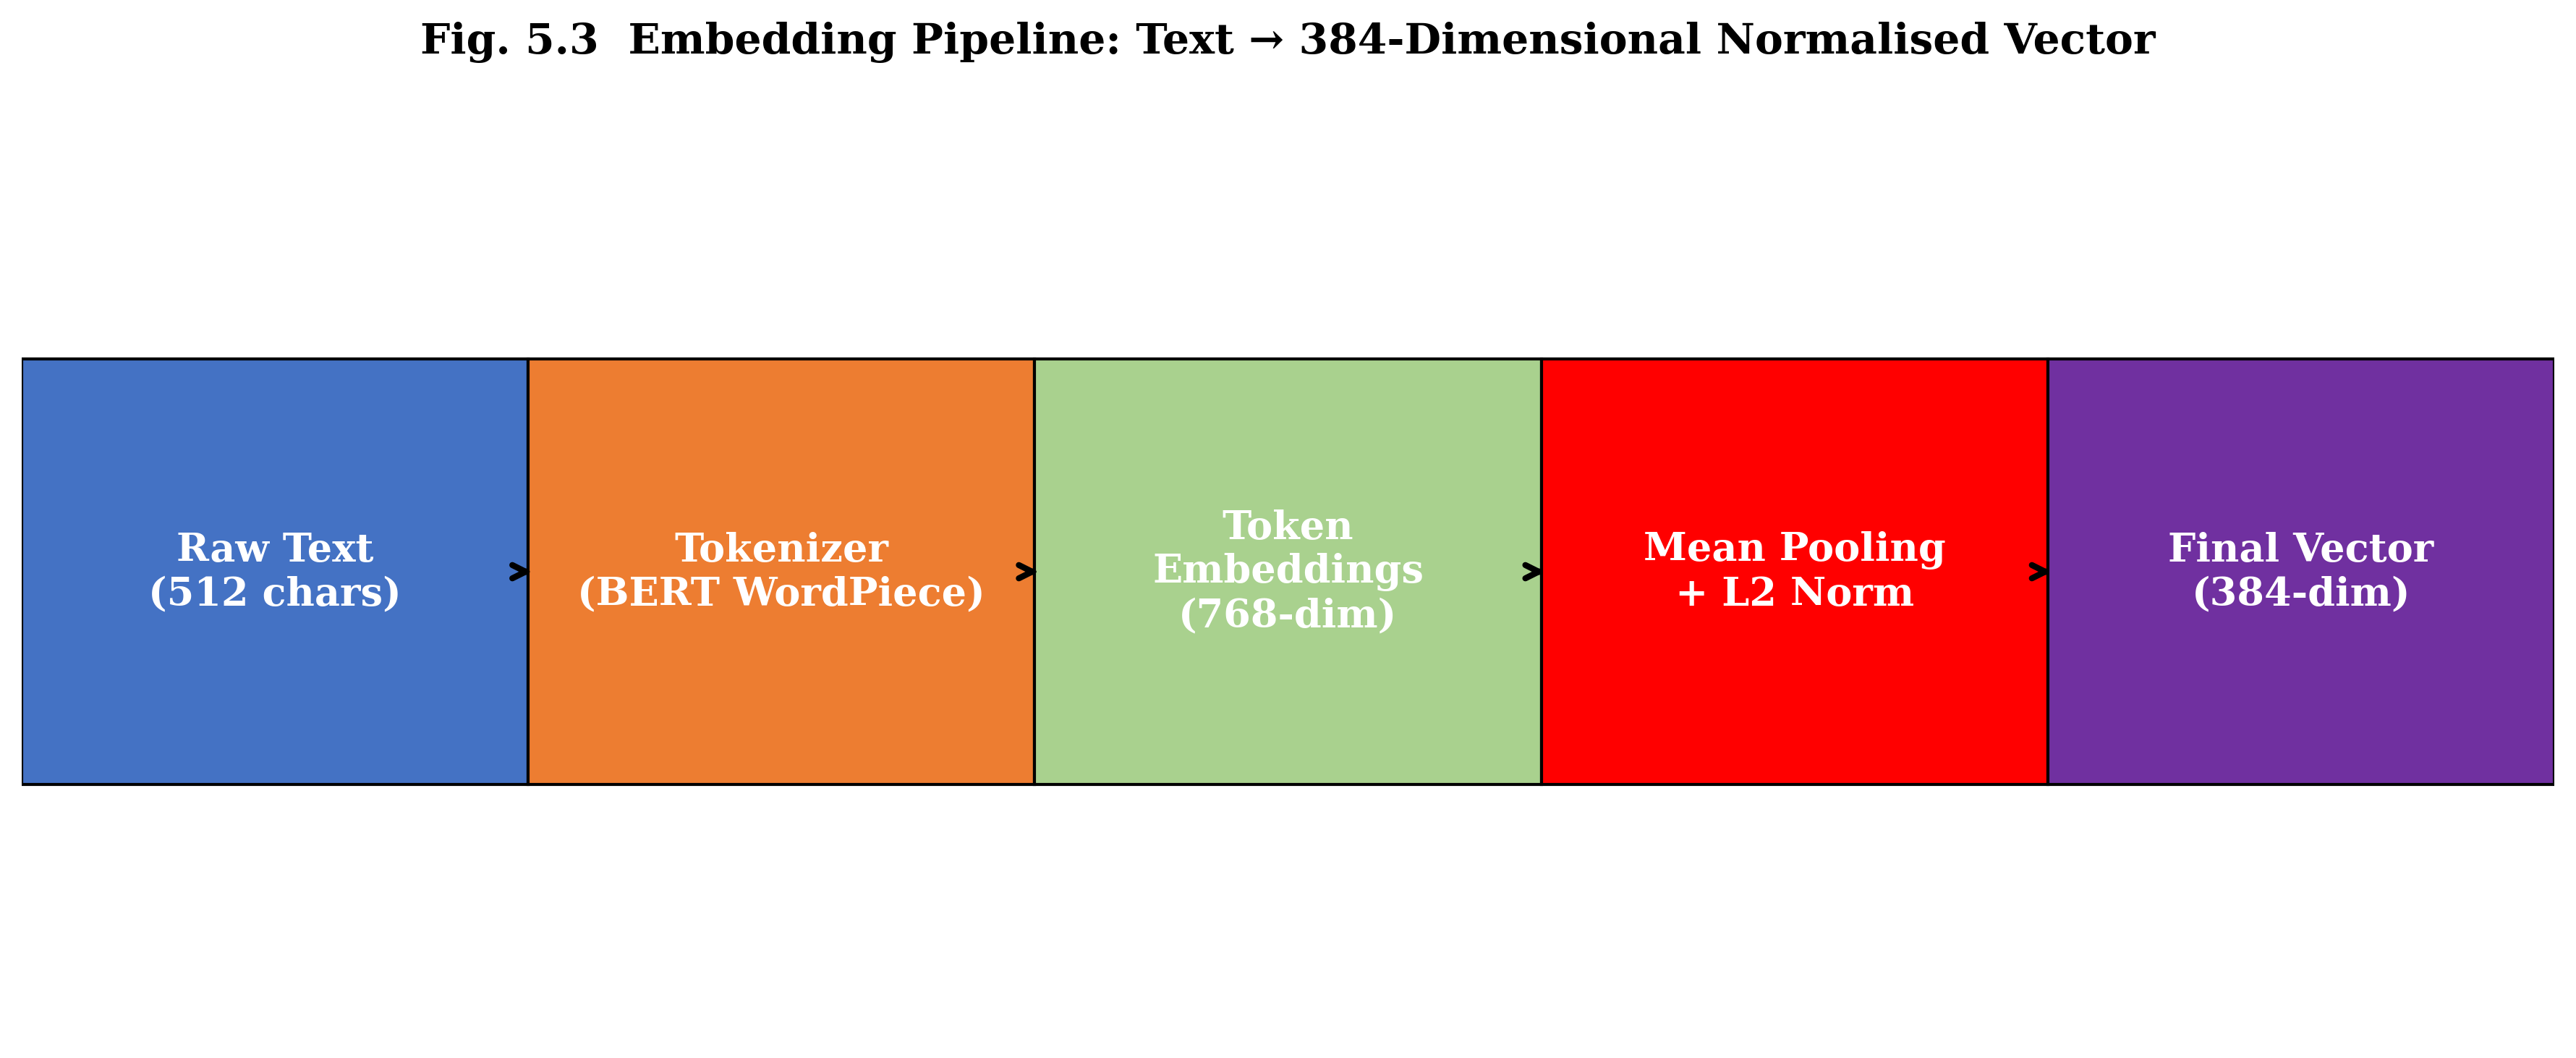 Fig. 5.3  Embedding Pipeline: Text → 384-Dimensional Normalised Vector
Raw Text
(512 chars)
Tokenizer
(BERT WordPiece)
Token
Embeddings
(768-dim)
Mean Pooling
+ L2 Norm
Final Vector
(384-dim)